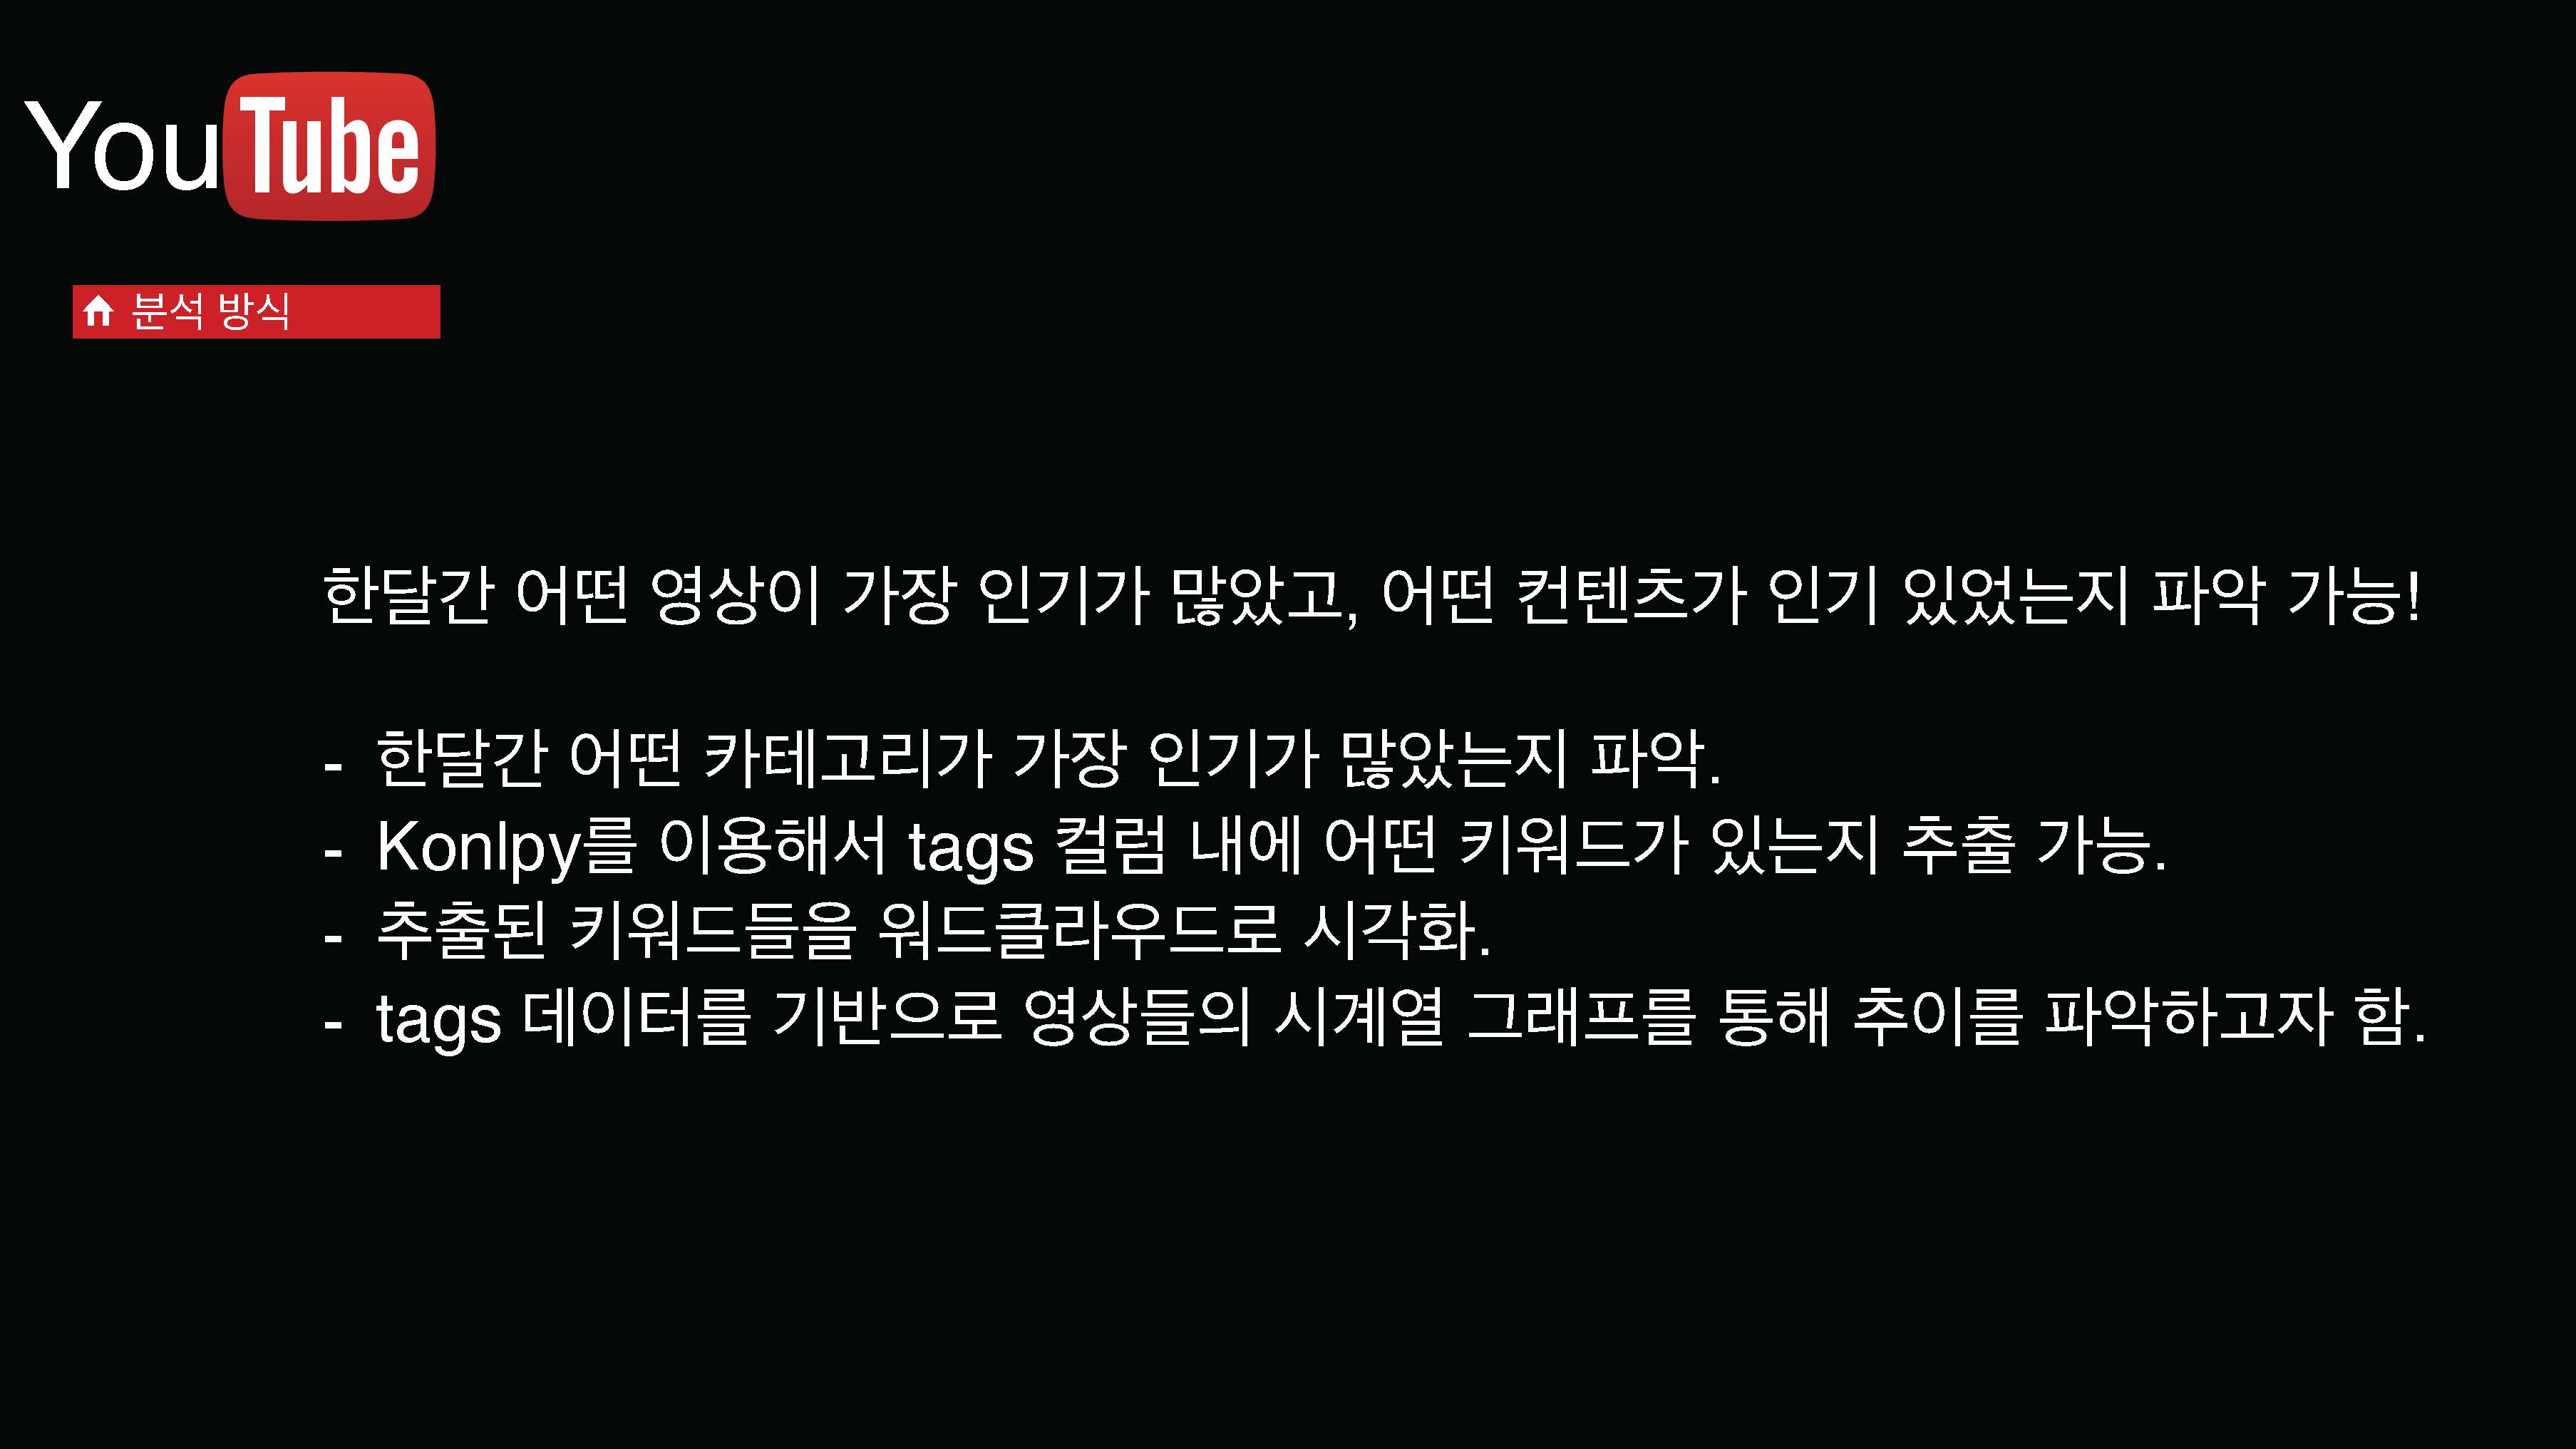 YouTube
분석 방식
한달간 어떤 영상이 가장 인기가 많았고, 어떤 컨텐츠가 인기 있었는지 파악 가능!
- 한달간 어떤 카테고리가 가장 인기가 많았는지 파악.
- Konlpy를 이용해서 tags 컬럼 내에 어떤 키워드가 있는지 추출 가능.
- 추출된 키워드들을 워드클라우드로 시각화.
- tags 데이터를 기반으로 영상들의 시계열 그래프를 통해 추이를 파악하고자 함.